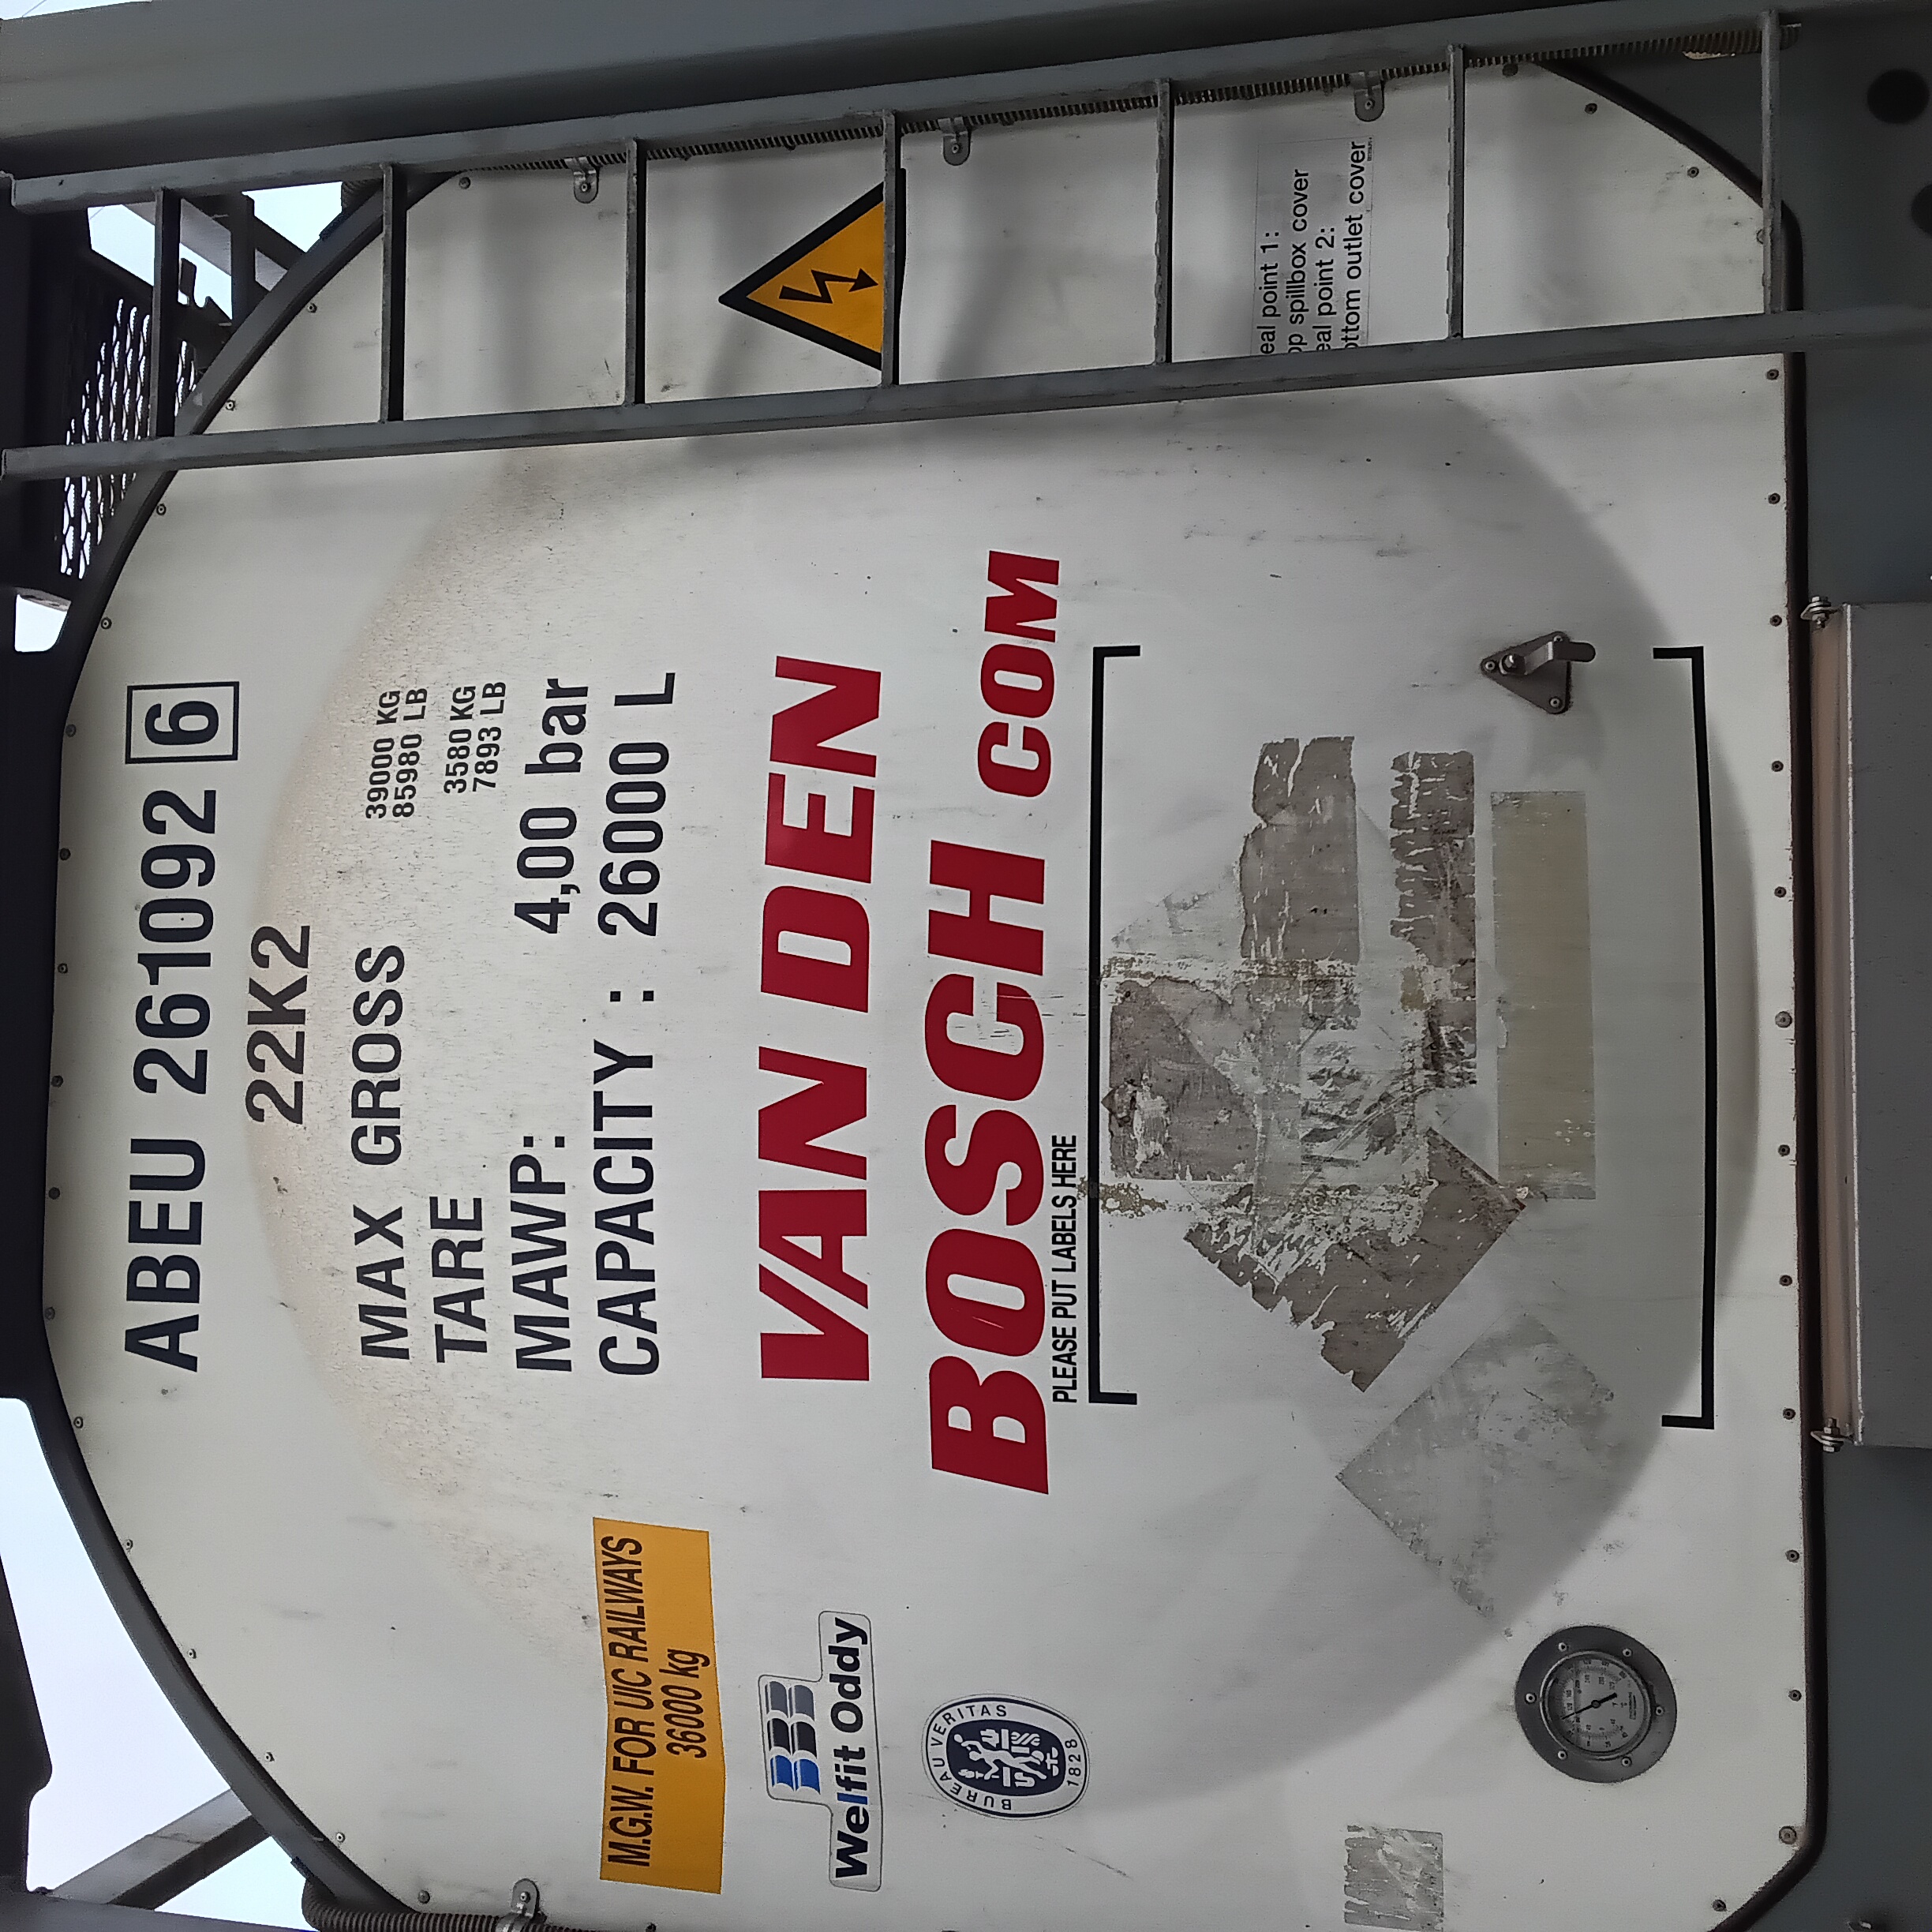 ABEU 261092 6
22K2
MAX GROSS 39000 KG
85980 LB
TARE 3580 KG
7893 LB
MAWP: 4,00 bar
CAPACITY : 26000 L
M.G.W. FOR UIC RAILWAYS
36000 kg
Welfit Oddy
VAN DEN
BOSCH COM
BUREAU VERITAS
1828
PLEASE PUT LABELS HERE
eal point 1:
op spillbox cover
eal point 2:
ottom outlet cover